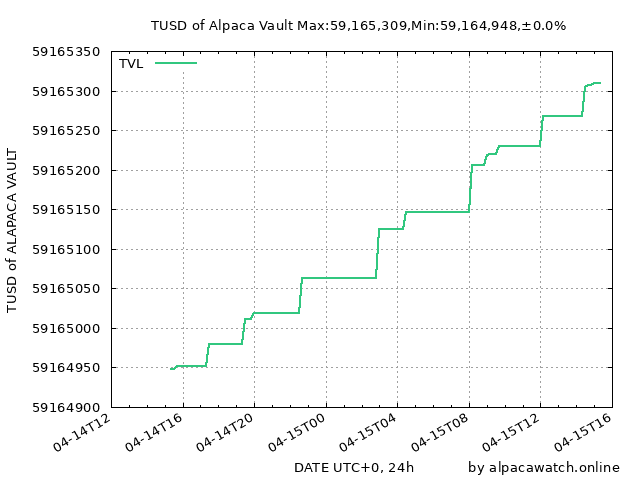 TUSD of Alpaca Vault Max:59,165,309,Min:59,164,948,±0.0%
TVL
59165350
59165300
59165250
59165200
59165150
59165100
59165050
59165000
59164950
59164900
TUSD of ALAPACA VAULT
04-14T12
04-14T16
04-14T20
04-15T00
04-15T04
04-15T08
04-15T12
04-15T16
DATE UTC+0, 24h
by alpacawatch.online